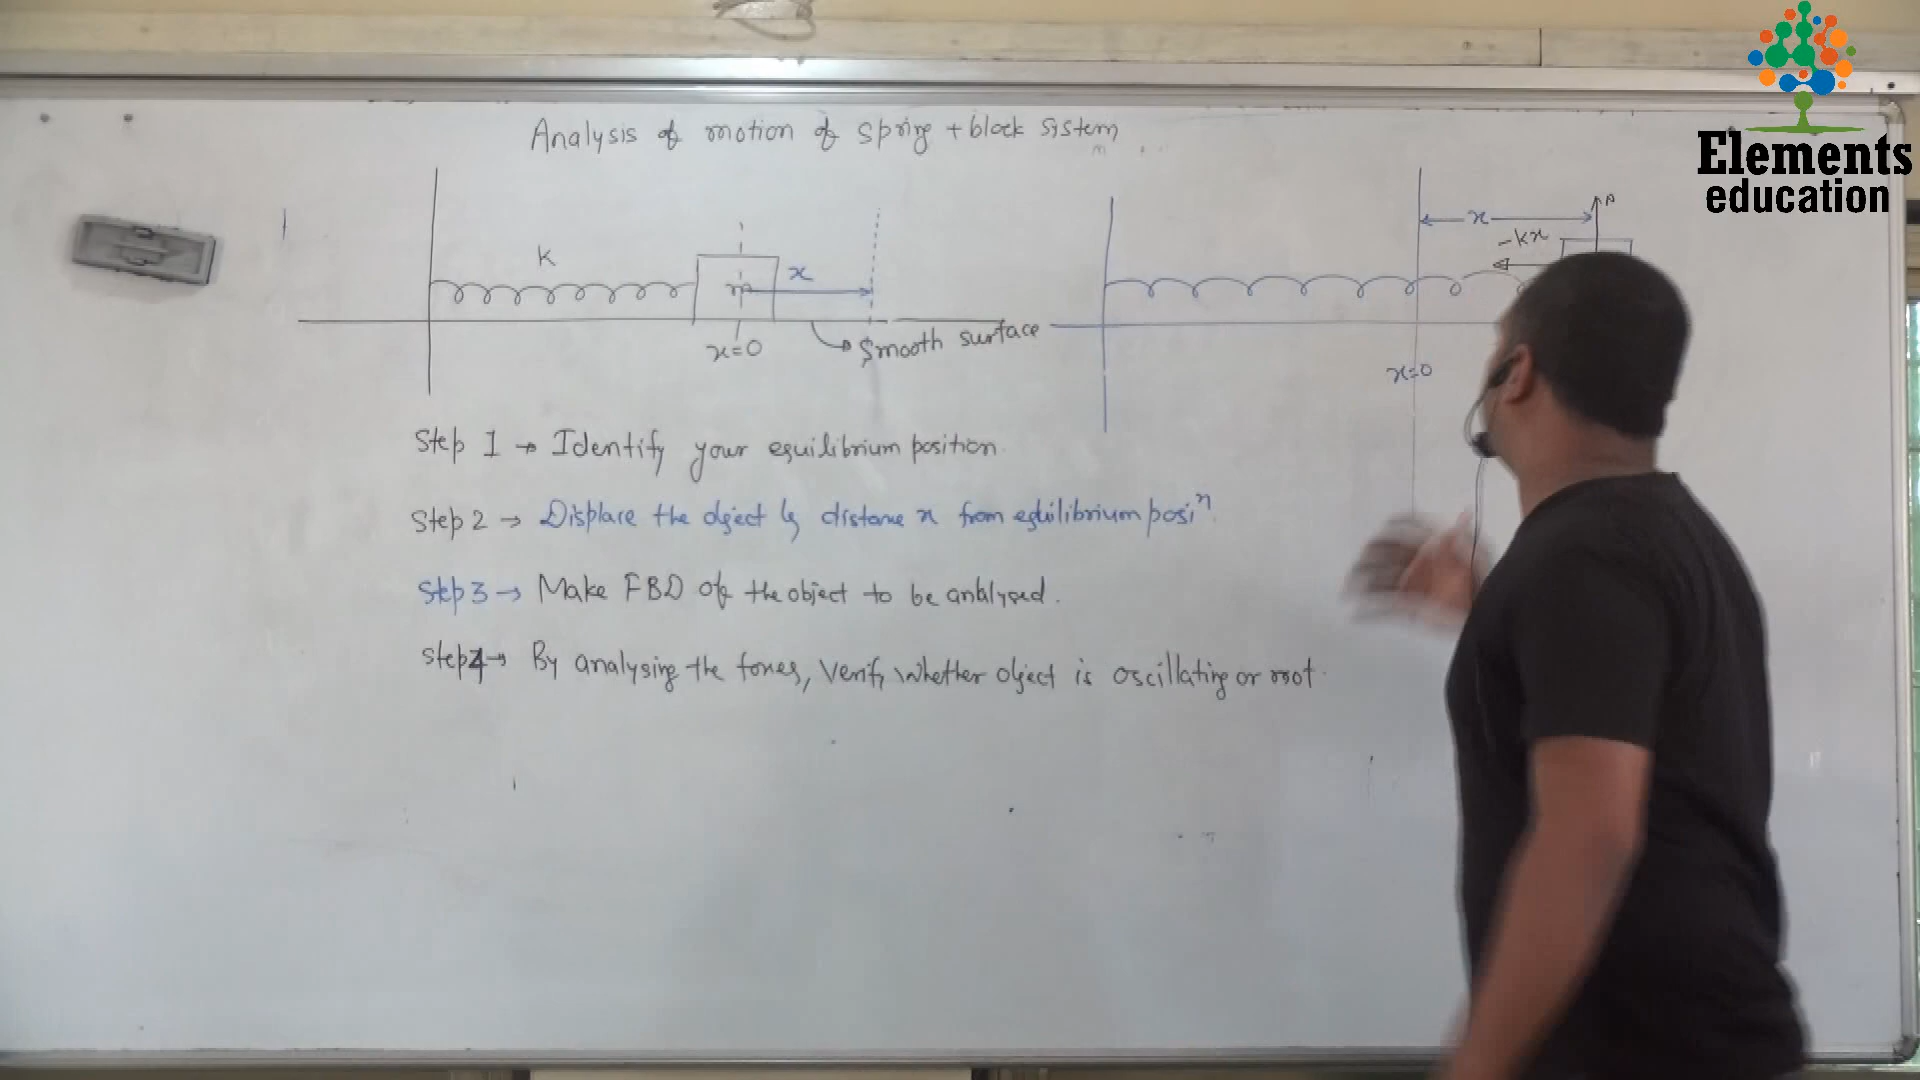 Elements
education
Analysis of motion of spring + block system
k
m
x
x=0
smooth surface
x
-kx
N
x=0
Step 1 → Identify your equilibrium position.
Step 2 → Displace the object by distance x from equilibrium posiⁿ.
Step 3 → Make FBD of the object to be analysed.
Step 4 → By analysing the forces, verify whether object is oscillating or not.